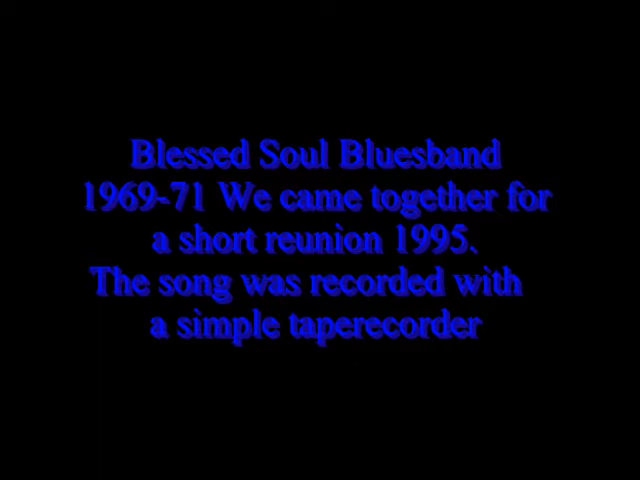 Blessed Soul Bluesband
1969-71 We came together for
a short reunion 1995.
The song was recorded with
a simple taperecorder